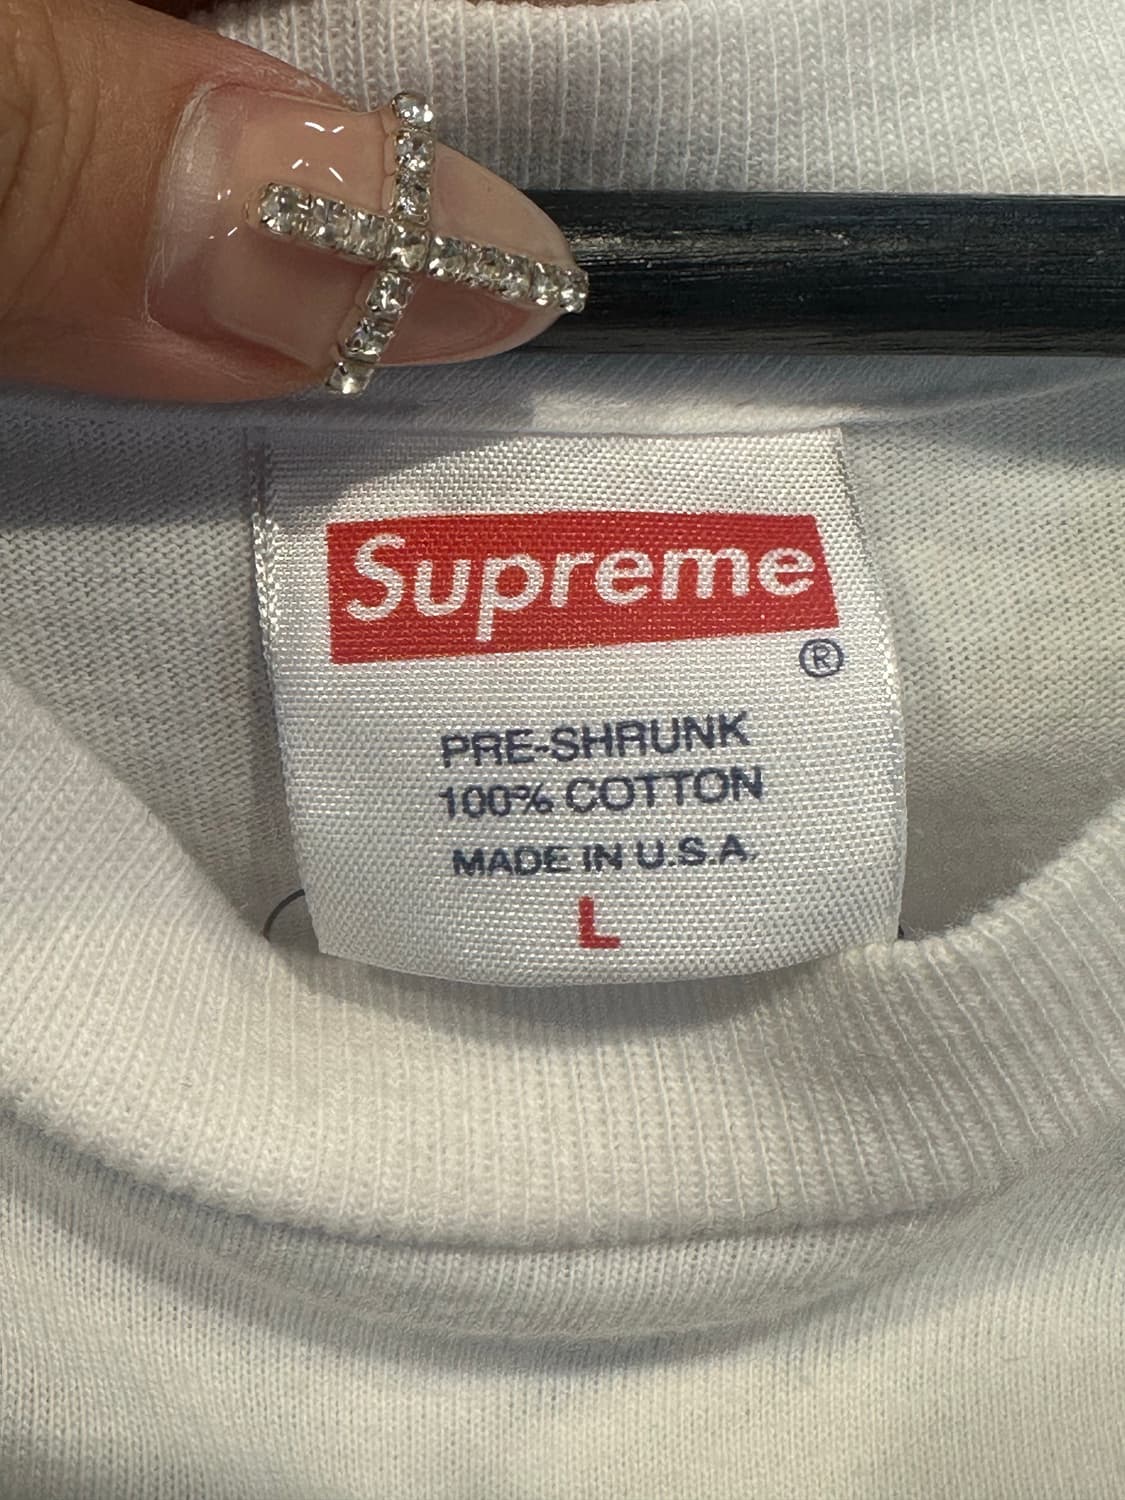 Supreme
®
PRE-SHRUNK
100% COTTON
MADE IN U.S.A.
L